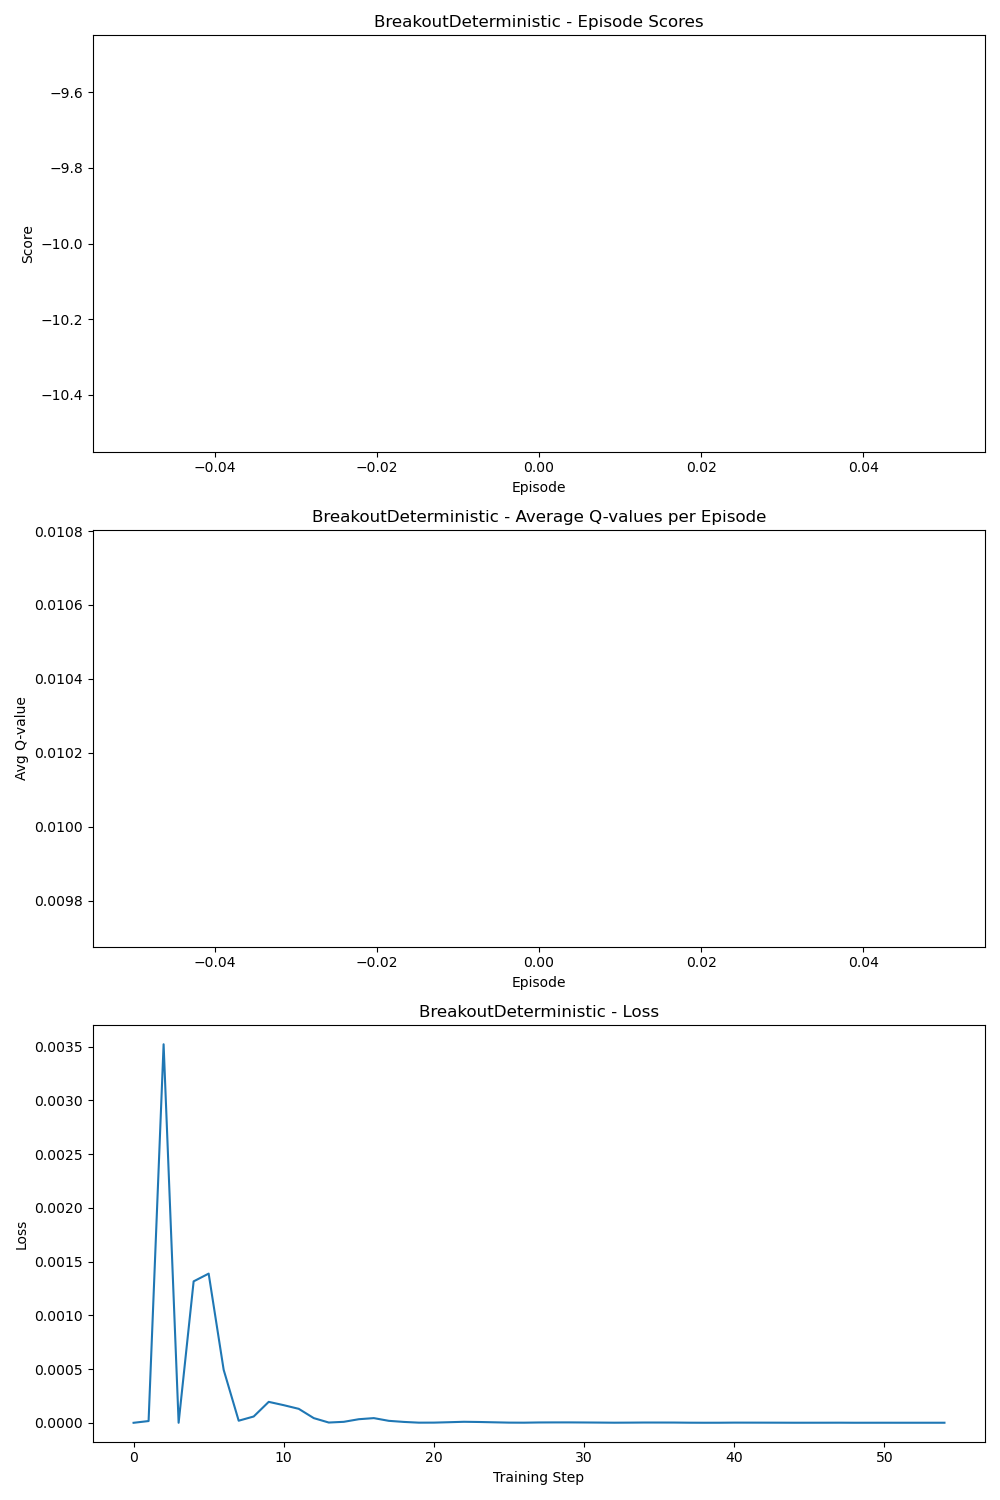 BreakoutDeterministic - Episode Scores
−9.6
−9.8
−10.0
−10.2
−10.4
Score
−0.04 −0.02 0.00 0.02 0.04
Episode
BreakoutDeterministic - Average Q-values per Episode
0.0108
0.0106
0.0104
0.0102
0.0100
0.0098
Avg Q-value
−0.04 −0.02 0.00 0.02 0.04
Episode
BreakoutDeterministic - Loss
0.0035
0.0030
0.0025
0.0020
0.0015
0.0010
0.0005
0.0000
Loss
0 10 20 30 40 50
Training Step